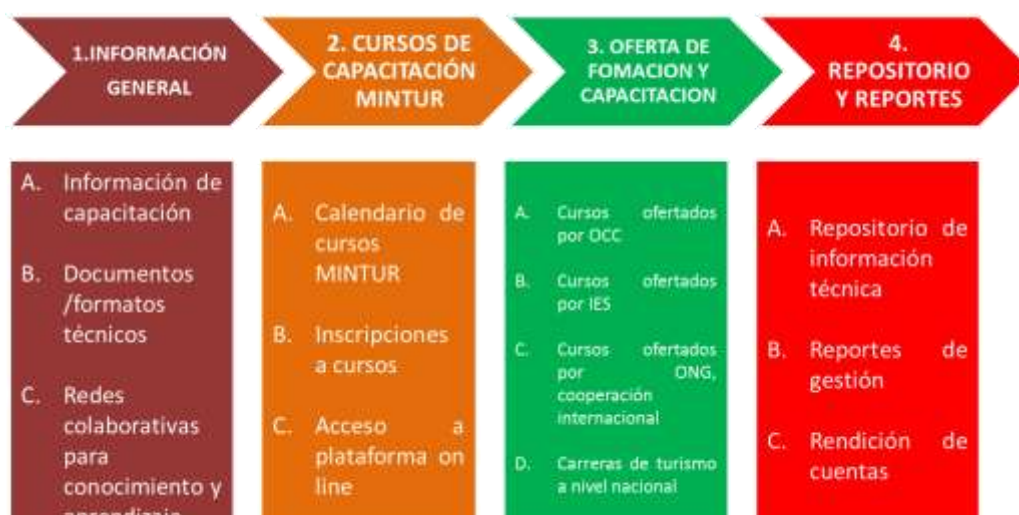 1.INFORMACIÓN
GENERAL
2. CURSOS DE
CAPACITACIÓN
MINTUR
3. OFERTA DE
FOMACION Y
CAPACITACION
4.
REPOSITORIO
Y REPORTES
A. Información de
capacitación
B. Documentos
/formatos
técnicos
C. Redes
colaborativas
para
conocimiento y
A. Calendario de
cursos
MINTUR
B. Inscripciones
a cursos
C. Acceso a
plataforma on
line
A. Cursos ofertados
por OCC
B. Cursos ofertados
por IES
C. Cursos ofertados
por ONG,
cooperación
internacional
D. Carreras de turismo
a nivel nacional
A. Repositorio de
información
técnica
B. Reportes de
gestión
C. Rendición de
cuentas